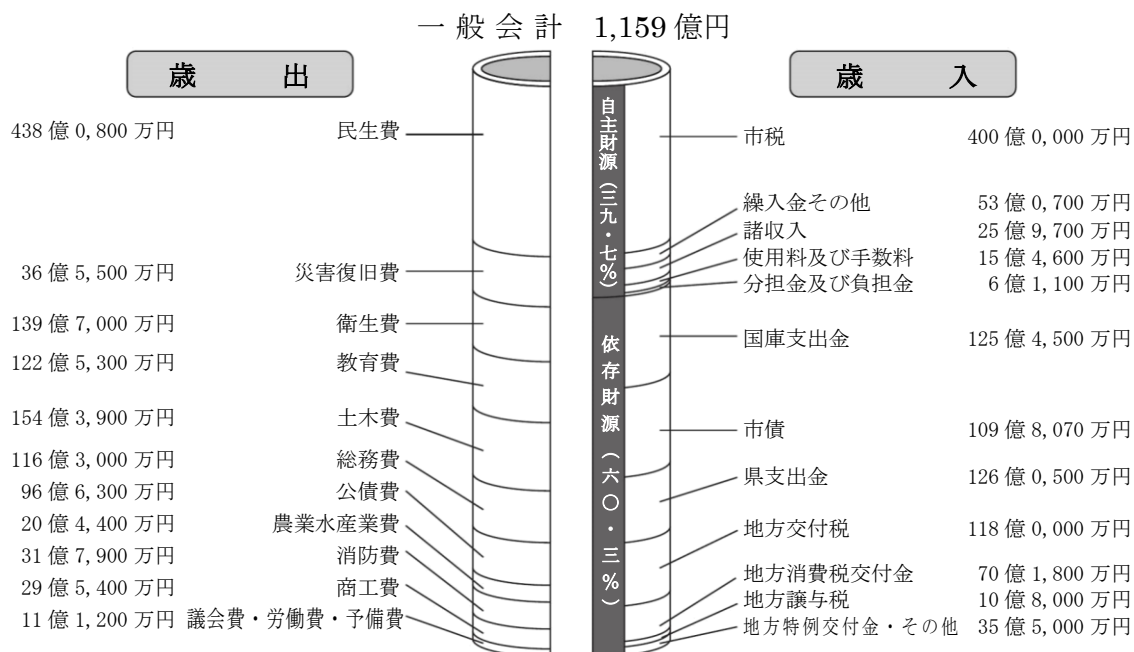 一般会計 1,159億円
歳 出
438億0,800万円 民生費
36億5,500万円 災害復旧費
139億7,000万円 衛生費
122億5,300万円 教育費
154億3,900万円 土木費
116億3,000万円 総務費
96億6,300万円 公債費
20億4,400万円 農業水産業費
31億7,900万円 消防費
29億5,400万円 商工費
11億1,200万円 議会費・労働費・予備費
自主財源(三九・七%)
依存財源(六〇・三%)
歳 入
市税 400億0,000万円
繰入金その他 53億0,700万円
諸収入 25億9,700万円
使用料及び手数料 15億4,600万円
分担金及び負担金 6億1,100万円
国庫支出金 125億4,500万円
市債 109億8,070万円
県支出金 126億0,500万円
地方交付税 118億0,000万円
地方消費税交付金 70億1,800万円
地方譲与税 10億8,000万円
地方特例交付金・その他 35億5,000万円